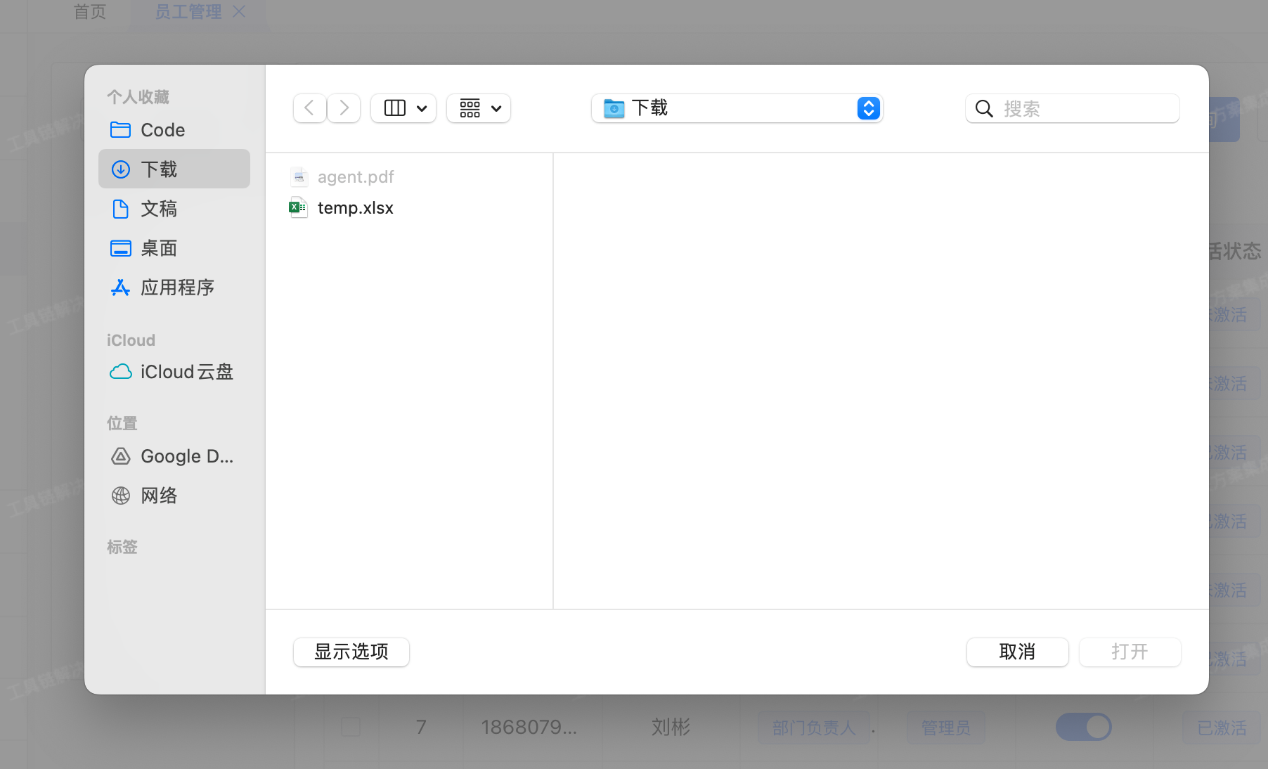 首页
员工管理
个人收藏
Code
下载
文稿
桌面
应用程序
iCloud
iCloud云盘
位置
Google D...
网络
标签
下载
搜索
agent.pdf
temp.xlsx
显示选项
取消
打开
活状态
激活
激活
激活
激活
激活
激活
7
1868079...
刘彬
部门负责人
管理员
已激活